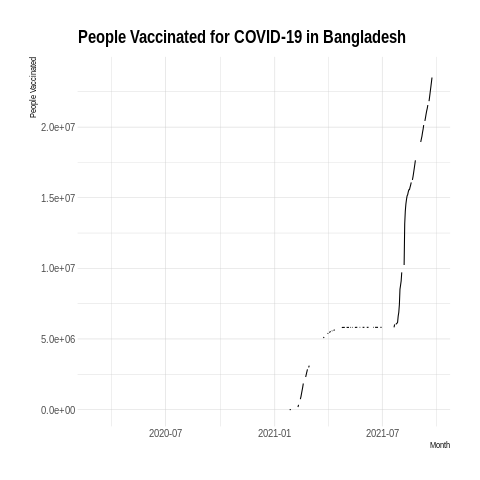 People Vaccinated for COVID-19 in Bangladesh
People Vaccinated
2.0e+07
1.5e+07
1.0e+07
5.0e+06
0.0e+00
2020-07 2021-01 2021-07
Month